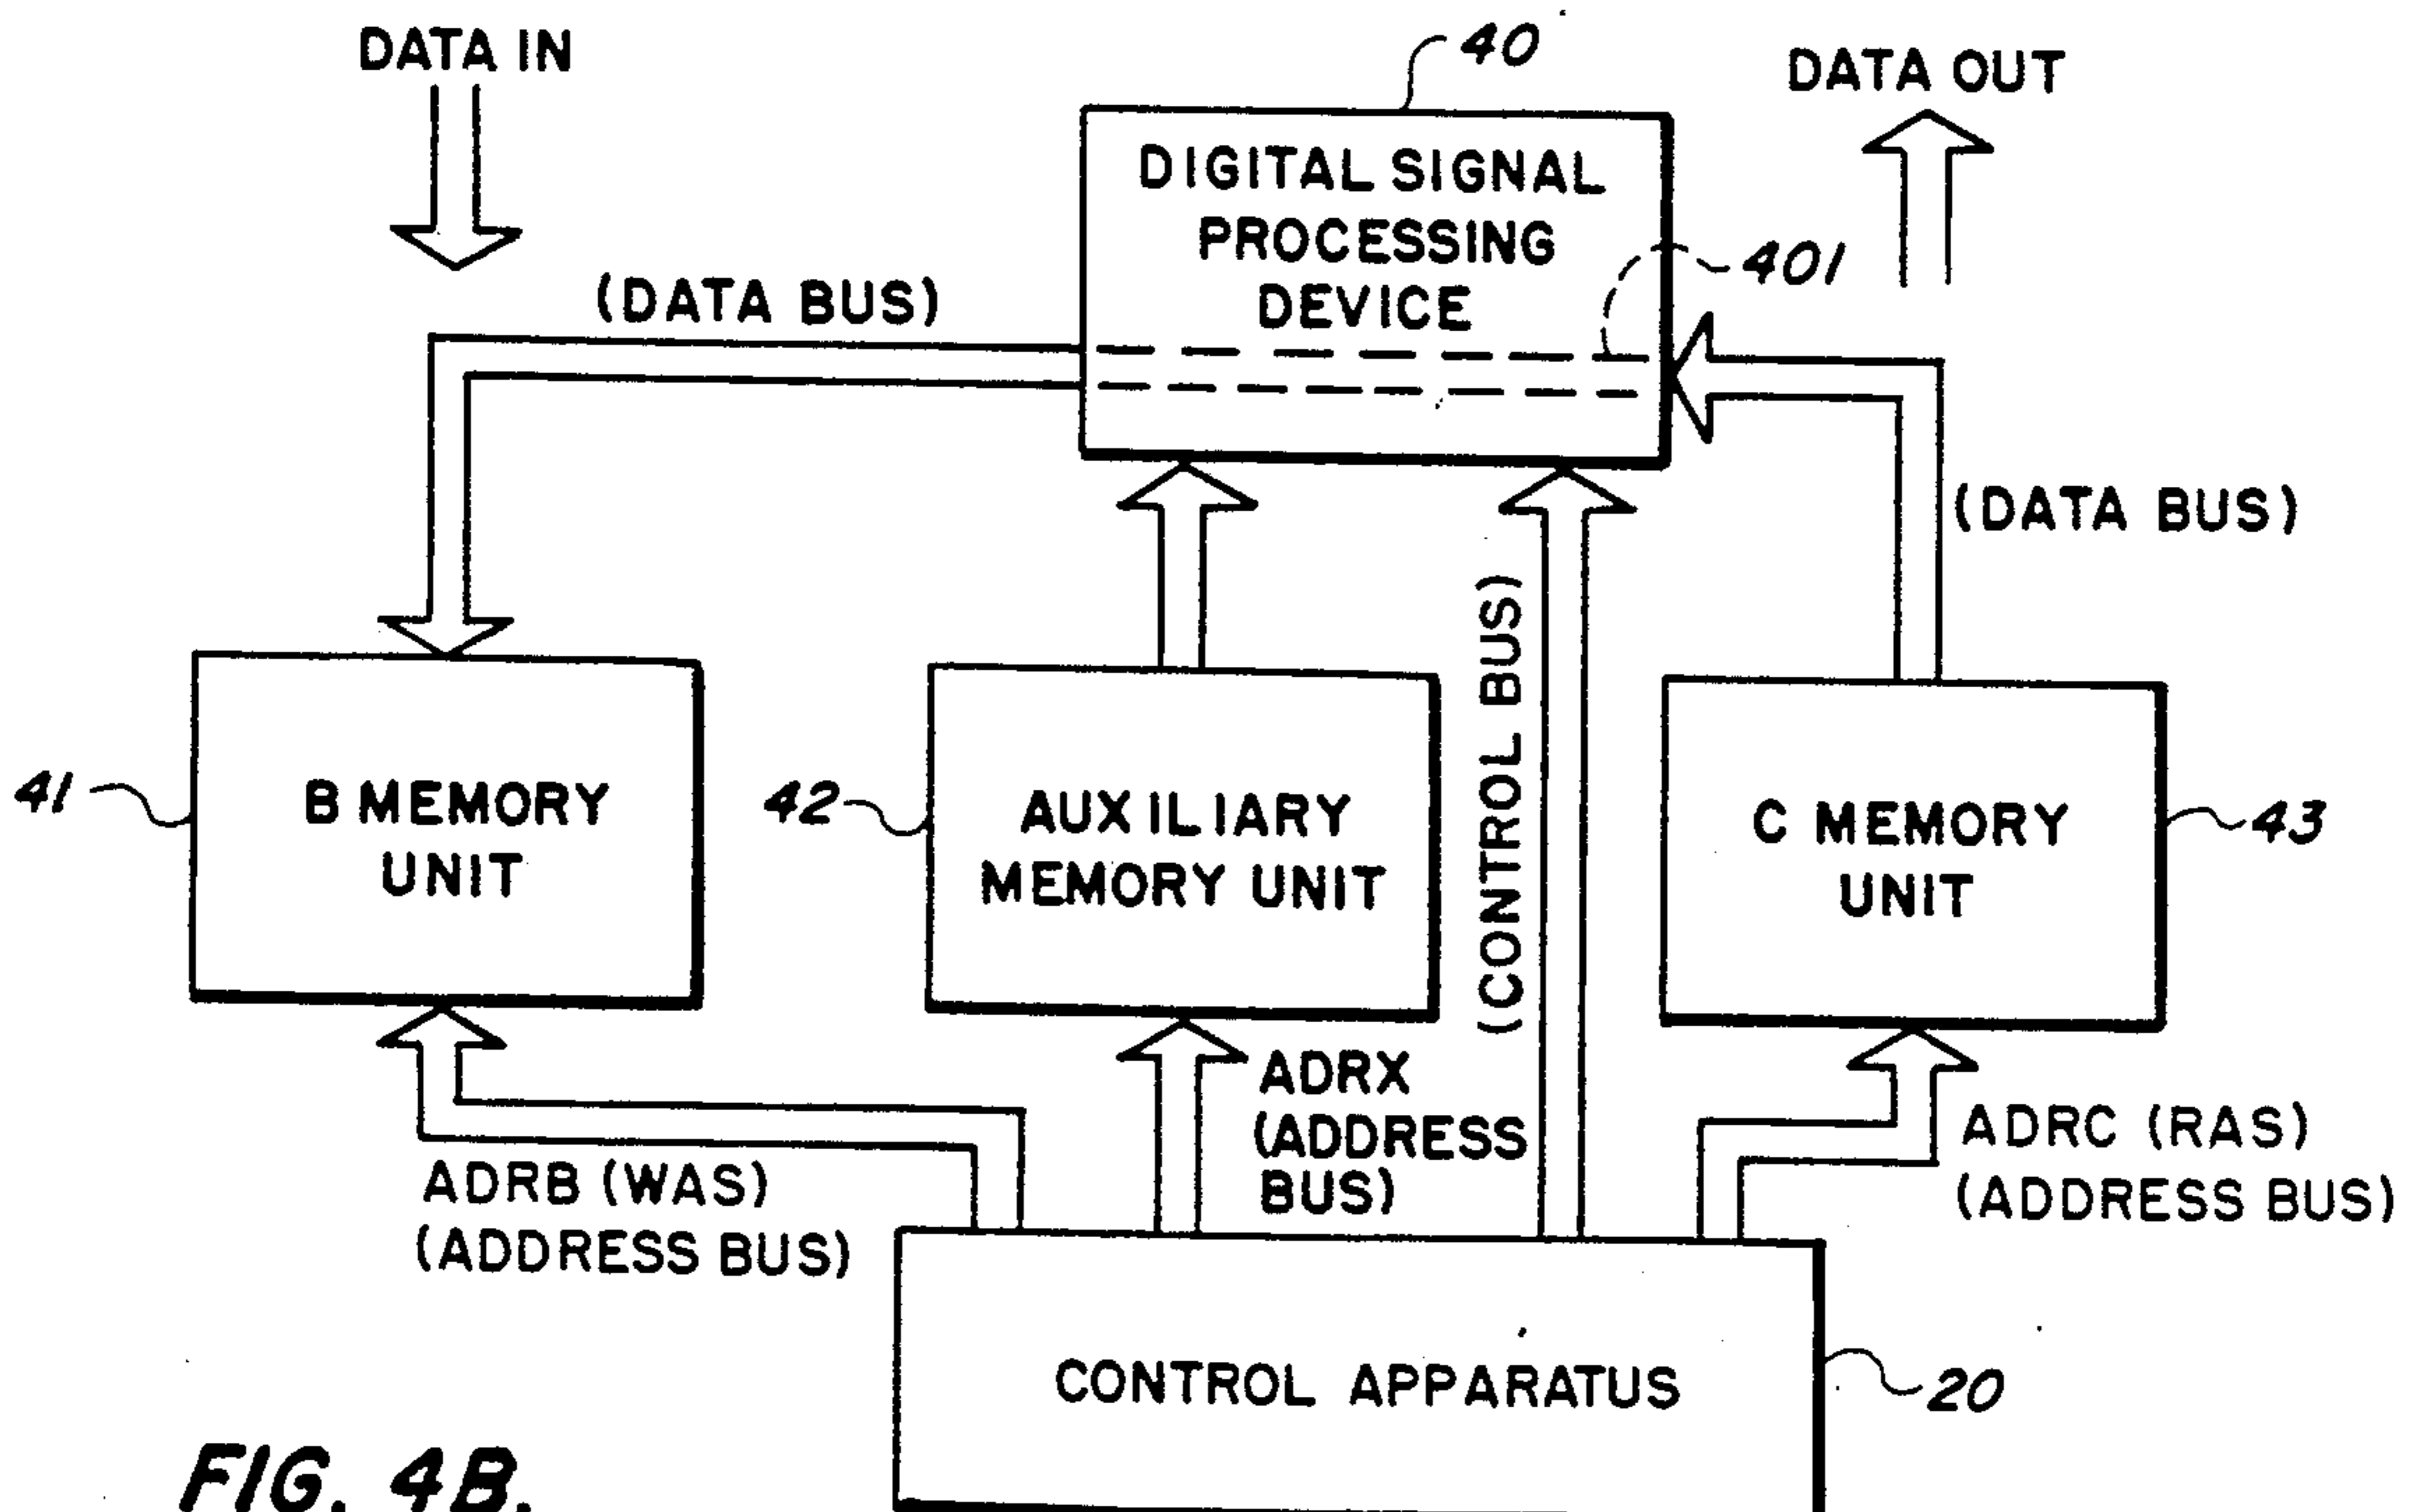 DATA IN
40
DATA OUT
DIGITAL SIGNAL
PROCESSING
DEVICE
401
(DATA BUS)
(DATA BUS)
(CONTROL BUS)
41
B MEMORY
UNIT
42
AUXILIARY
MEMORY UNIT
C MEMORY
UNIT
43
ADRX
(ADDRESS
BUS)
ADRB (WAS)
(ADDRESS BUS)
ADRC (RAS)
(ADDRESS BUS)
CONTROL APPARATUS
20
FIG. 4B.